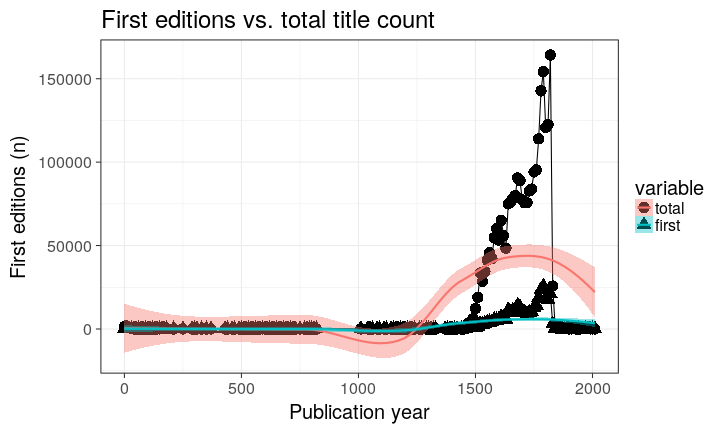 First editions vs. total title count
First editions (n)
150000
100000
50000
0
0 500 1000 1500 2000
Publication year
variable
total
first